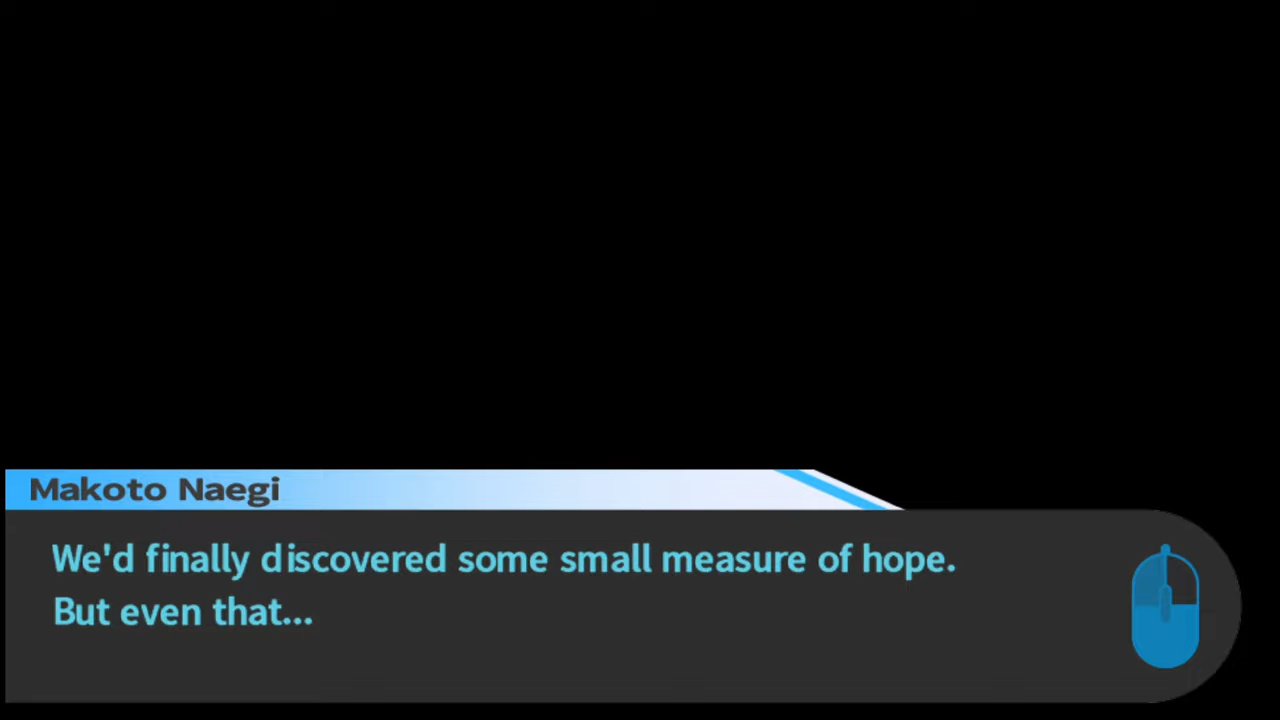 Makoto Naegi
We'd finally discovered some small measure of hope.
But even that...